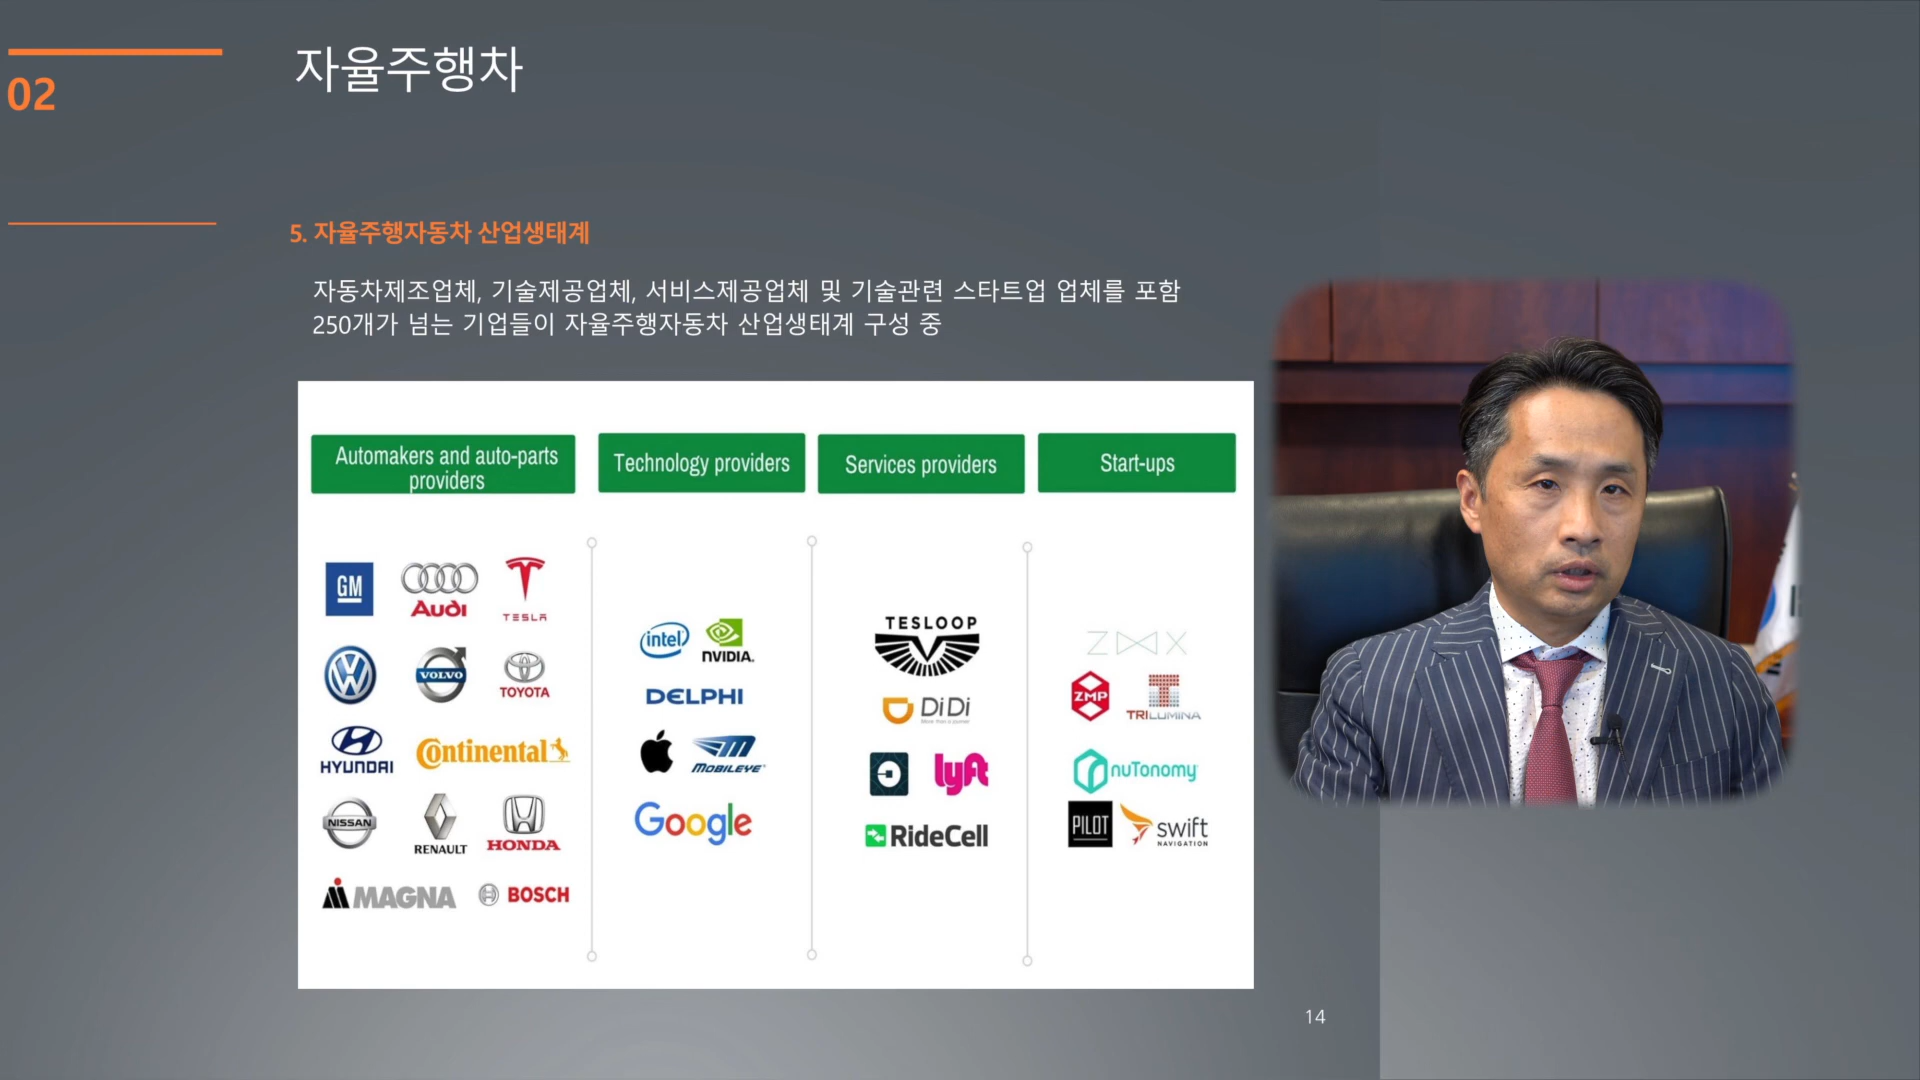 02
자율주행차
5. 자율주행자동차 산업생태계
자동차제조업체, 기술제공업체, 서비스제공업체 및 기술관련 스타트업 업체를 포함
250개가 넘는 기업들이 자율주행자동차 산업생태계 구성 중
Automakers and auto-parts
providers
Technology providers
Services providers
Start-ups
GM
Audi
TESLA
VOLVO
TOYOTA
HYUNDAI
Continental
NISSAN
RENAULT
HONDA
MAGNA
BOSCH
intel
NVIDIA.
DELPHI
MOBILEYE
Google
TESLOOP
DiDi
lyft
RideCell
ZMP
TRILUMINA
nuTonomy
PILOT
swift
NAVIGATION
14